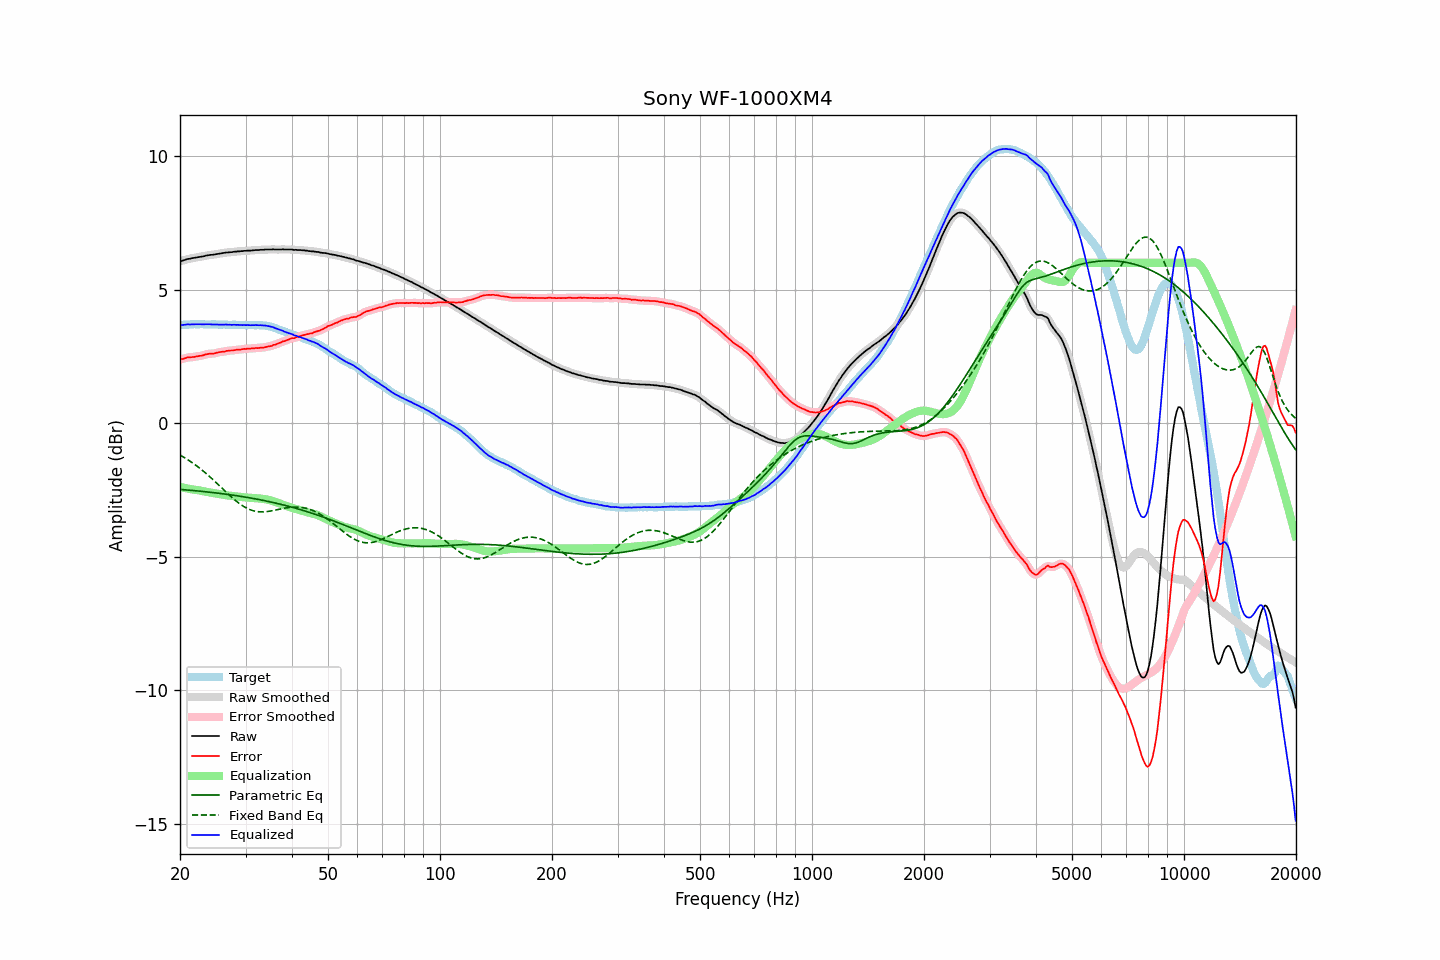 Sony WF-1000XM4
Amplitude (dBr)
10
5
0
−5
−10
−15
Target
Raw Smoothed
Error Smoothed
Raw
Error
Equalization
Parametric Eq
Fixed Band Eq
Equalized
20 50 100 200 500 1000 2000 5000 10000 20000
Frequency (Hz)